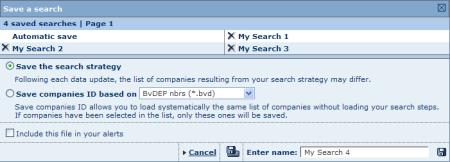 Save a search
4 saved searches | Page 1
Automatic save
My Search 1
My Search 2
My Search 3
Save the search strategy
Following each data update, the list of companies resulting from your search strategy may differ.
Save companies ID based on BvDEP nbrs (*.bvd)
Save companies ID allows you to load systematically the same list of companies without loading your search steps.
If companies have been selected in the list, only these ones will be saved.
Include this file in your alerts
Cancel
Enter name: My Search 4